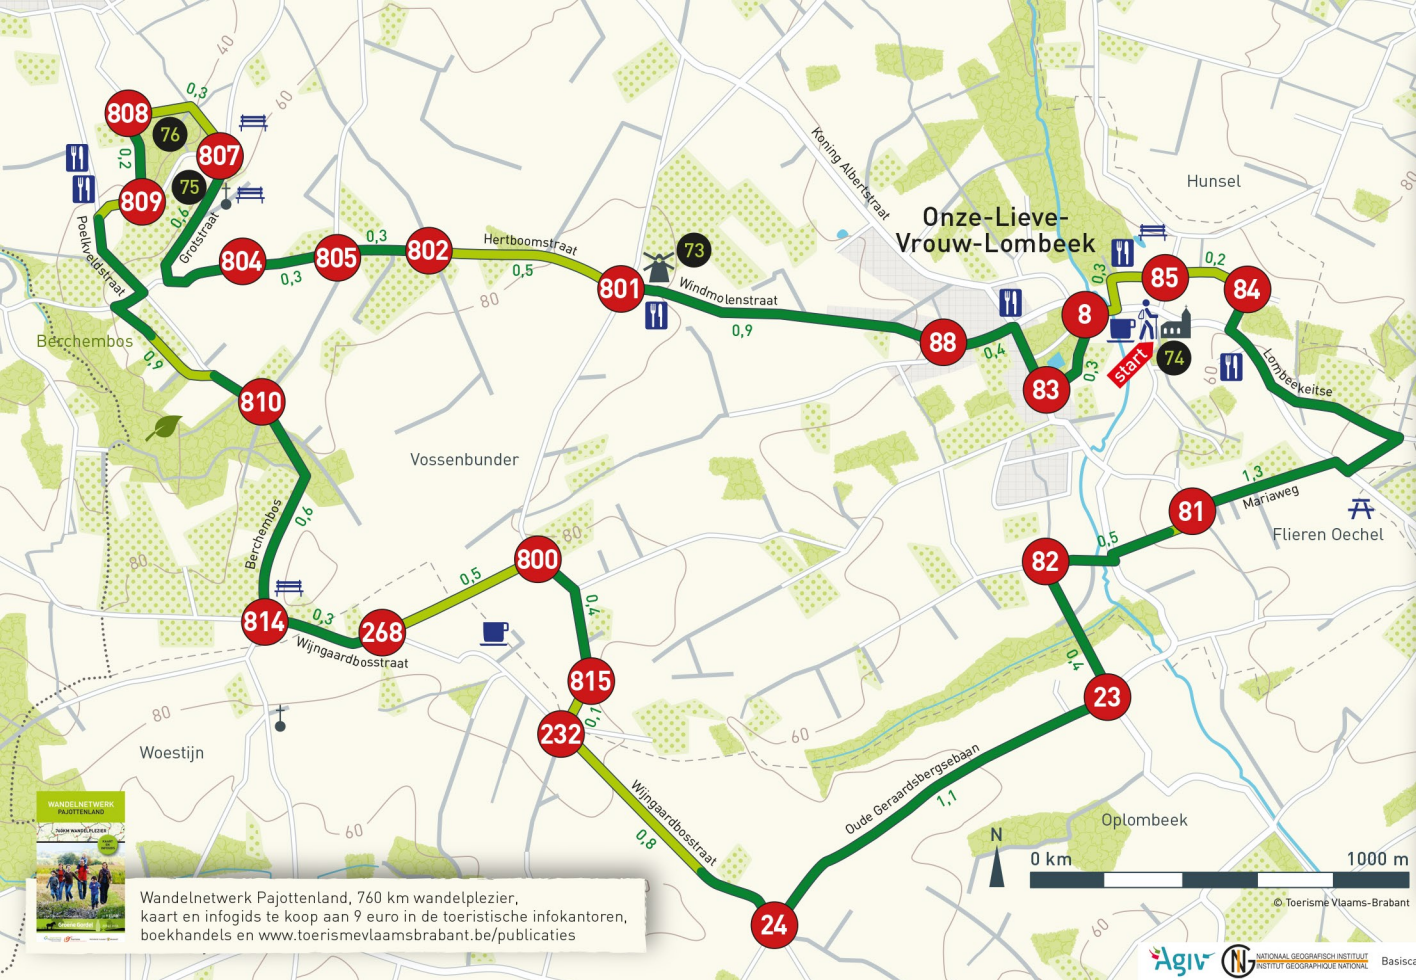 40
60
808
0,3
76
807
0,2
75
809
0,6
Grotstraat
Poelkveldstraat
804
0,3
805
0,3
802
Hertboomstraat
0,5
80
801
73
Windmolenstraat
0,9
Koning Albertstraat
Onze-Lieve-
Vrouw-Lombeek
Hunsel
80
88
0,4
83
0,3
8
0,3
85
0,2
84
start
74
60
Lombeekeitse
Berchembos
0,9
810
Vossenbunder
1,3
Mariaweg
81
Flieren Oechel
0,5
82
Berchembos
0,6
80
800
80
0,5
0,4
814
0,3
268
Wijngaardbosstraat
815
0,1
232
0,4
23
80
60
Woestijn
Wijngaardbosstraat
0,8
Oude Geraardsbergsebaan
1,1
24
Oplombeek
60
60
N
0 km
1000 m
© Toerisme Vlaams-Brabant
WANDELNETWERK
PAJOTTENLAND
Wandelnetwerk Pajottenland, 760 km wandelplezier,
kaart en infogids te koop aan 9 euro in de toeristische infokantoren,
boekhandels en www.toerismevlaamsbrabant.be/publicaties
Agiv
NGI
NATIONAAL GEOGRAFISCH INSTITUUT
INSTITUT GEOGRAPHIQUE NATIONAL
Basisca